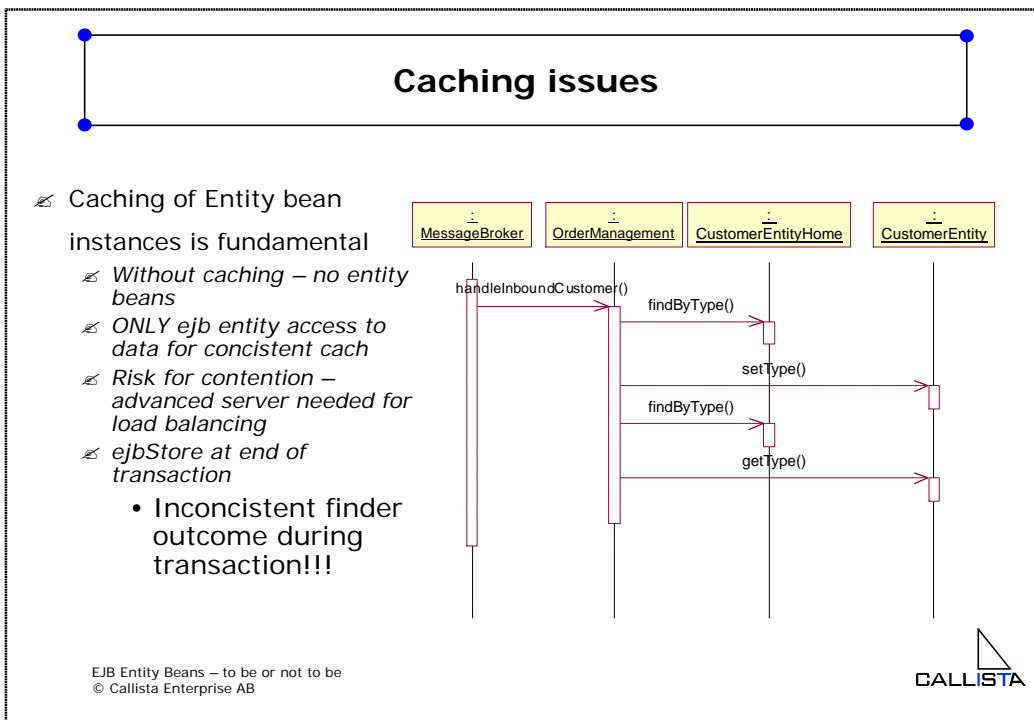 Caching issues
Caching of Entity bean
instances is fundamental
Without caching – no entity
beans
ONLY ejb entity access to
data for concistent cach
Risk for contention –
advanced server needed for
load balancing
ejbStore at end of
transaction
• Inconcistent finder
outcome during
transaction!!!
:
MessageBroker
:
OrderManagement
:
CustomerEntityHome
:
CustomerEntity
handleInboundCustomer()
findByType()
setType()
findByType()
getType()
EJB Entity Beans – to be or not to be
© Callista Enterprise AB
CALLISTA